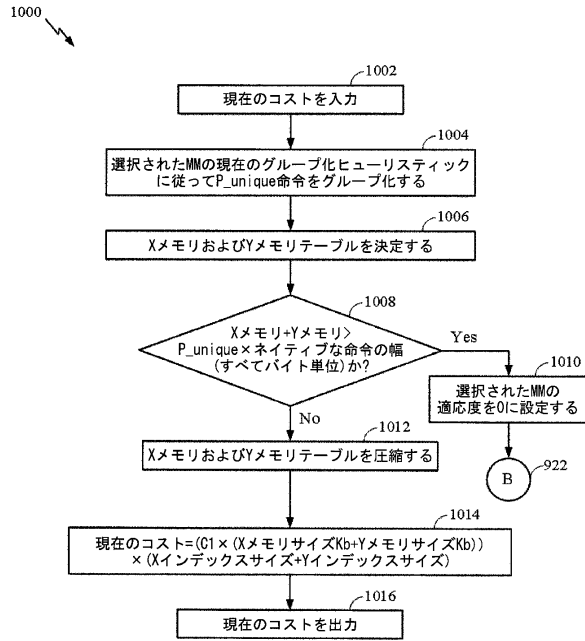 1000
1002
現在のコストを入力
1004
選択されたMMの現在のグループ化ヒューリスティック
に従ってP_unique命令をグループ化する
1006
XメモリおよびYメモリテーブルを決定する
1008
Xメモリ+Yメモリ>
P_unique×ネイティブな命令の幅
(すべてバイト単位)か?
Yes
1010
選択されたMMの
適応度を0に設定する
B
922
No
1012
XメモリおよびYメモリテーブルを圧縮する
1014
現在のコスト=(C1×(XメモリサイズKb+YメモリサイズKb))
×(Xインデックスサイズ+Yインデックスサイズ)
1016
現在のコストを出力